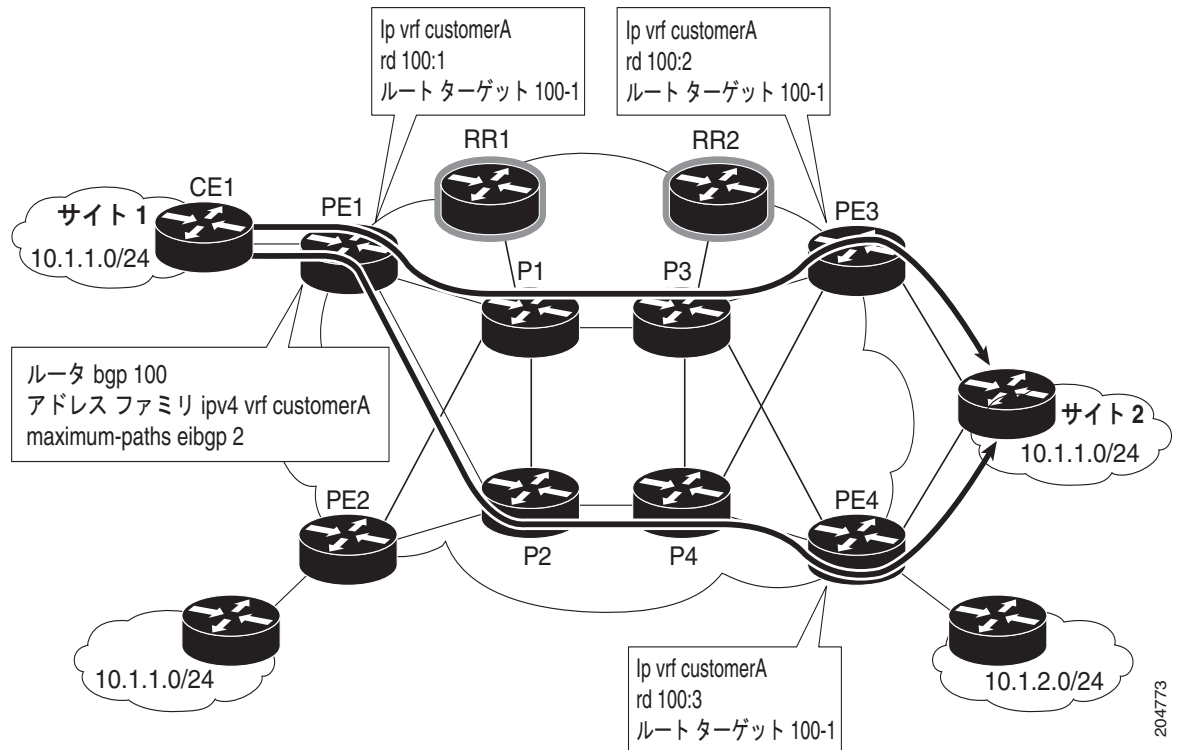 Ip vrf customerA
rd 100:1
ルート ターゲット 100-1
Ip vrf customerA
rd 100:2
ルート ターゲット 100-1
RR1
RR2
CE1
PE1
PE3
サイト 1
10.1.1.0/24
P1
P3
ルータ bgp 100
アドレス ファミリ ipv4 vrf customerA
maximum-paths eibgp 2
サイト 2
10.1.1.0/24
PE2
PE4
P2
P4
10.1.1.0/24
Ip vrf customerA
rd 100:3
ルート ターゲット 100-1
10.1.2.0/24
204773